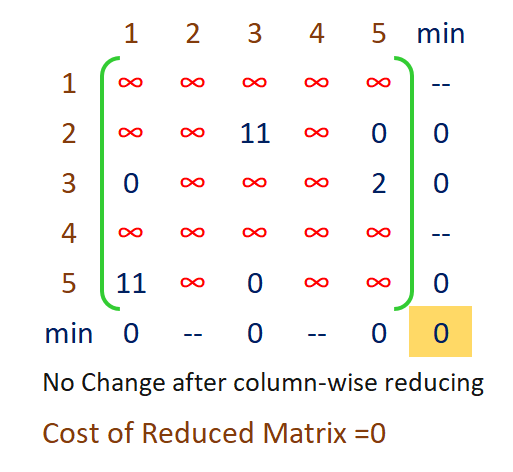 1 2 3 4 5 min
1 ∞ ∞ ∞ ∞ ∞ --
2 ∞ ∞ 11 ∞ 0 0
3 0 ∞ ∞ ∞ 2 0
4 ∞ ∞ ∞ ∞ ∞ --
5 11 ∞ 0 ∞ ∞ 0
min 0 -- 0 -- 0 0
No Change after column-wise reducing
Cost of Reduced Matrix =0